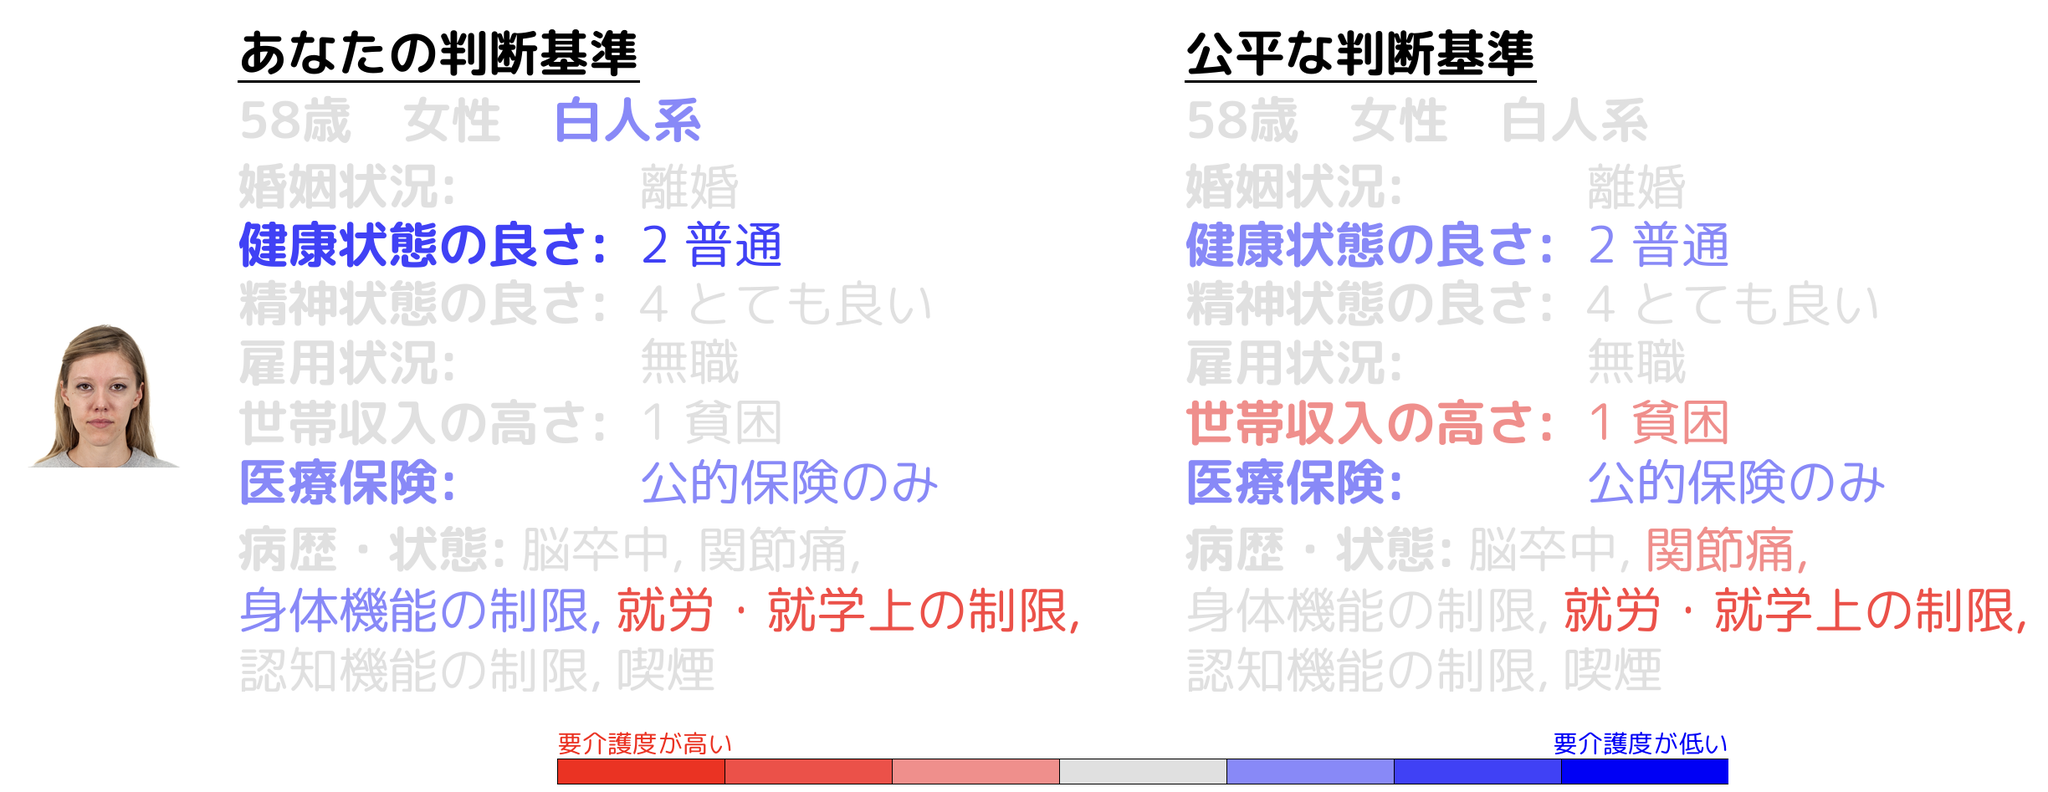 あなたの判断基準
58歳 女性 白人系
婚姻状況: 離婚
健康状態の良さ: 2 普通
精神状態の良さ: 4 とても良い
雇用状況: 無職
世帯収入の高さ: 1 貧困
医療保険: 公的保険のみ
病歴・状態: 脳卒中, 関節痛,
身体機能の制限, 就労・就学上の制限,
認知機能の制限, 喫煙
公平な判断基準
58歳 女性 白人系
婚姻状況: 離婚
健康状態の良さ: 2 普通
精神状態の良さ: 4 とても良い
雇用状況: 無職
世帯収入の高さ: 1 貧困
医療保険: 公的保険のみ
病歴・状態: 脳卒中, 関節痛,
身体機能の制限, 就労・就学上の制限,
認知機能の制限, 喫煙
要介護度が高い
要介護度が低い